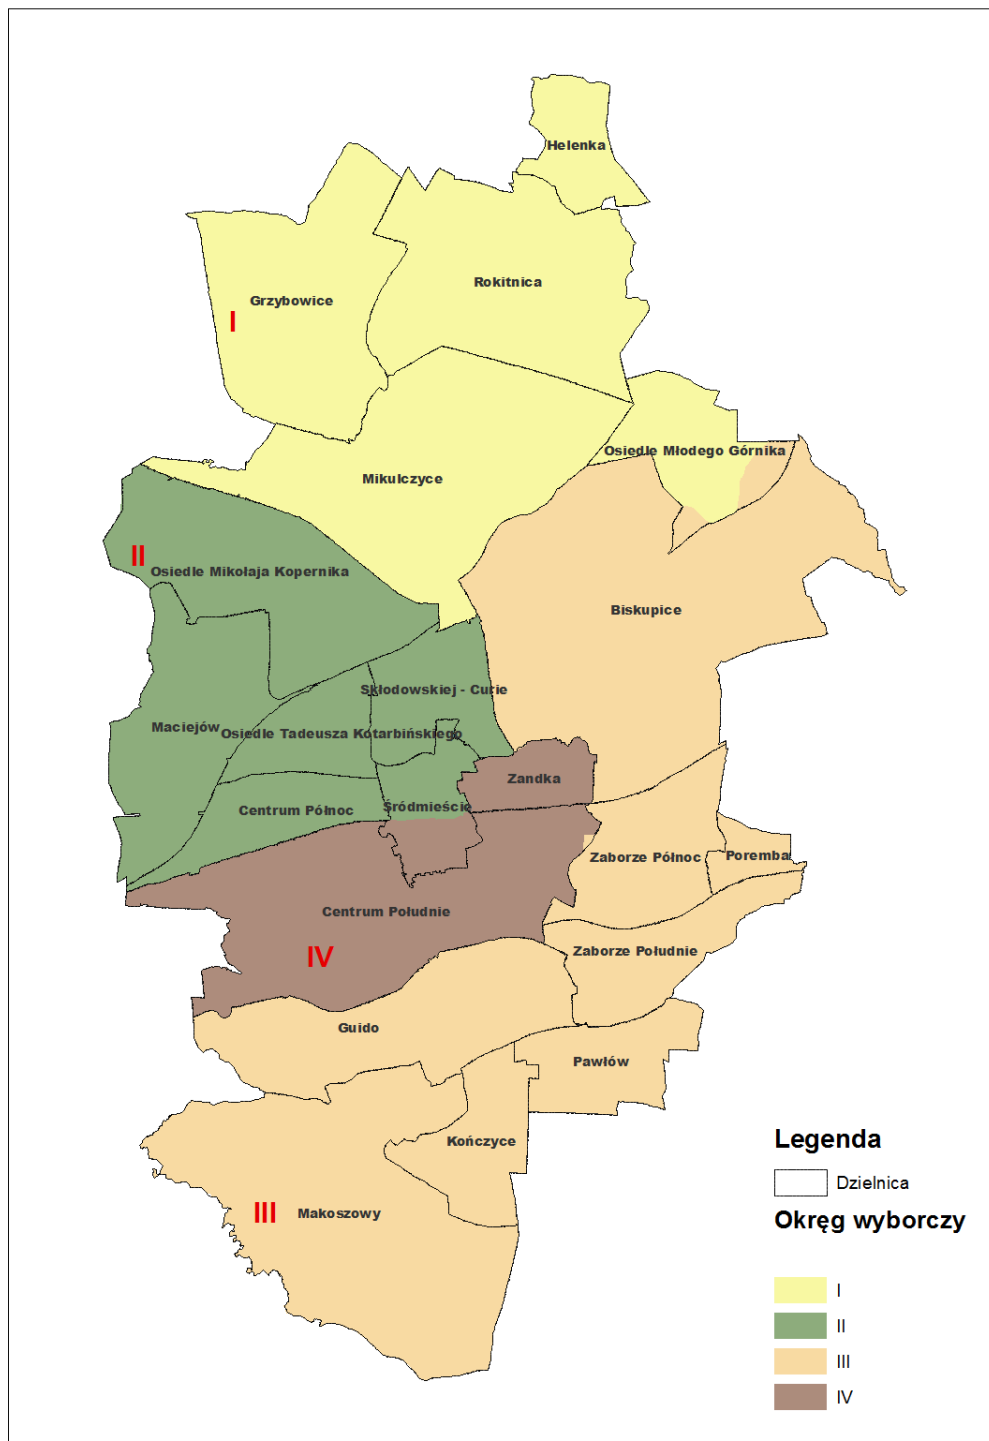 Helenka
Rokitnica
Grzybowice
I
Osiedle Młodego Górnika
Mikulczyce
II
Osiedle Mikołaja Kopernika
Biskupice
Skłodowskiej - Curie
Maciejów
Osiedle Tadeusza Kotarbińskiego
Zandka
Centrum Północ
Śródmieście
Zaborze Północ
Poremba
Centrum Południe
IV
Zaborze Południe
Guido
Pawłów
Kończyce
III
Makoszowy
Legenda
Dzielnica
Okręg wyborczy
I
II
III
IV